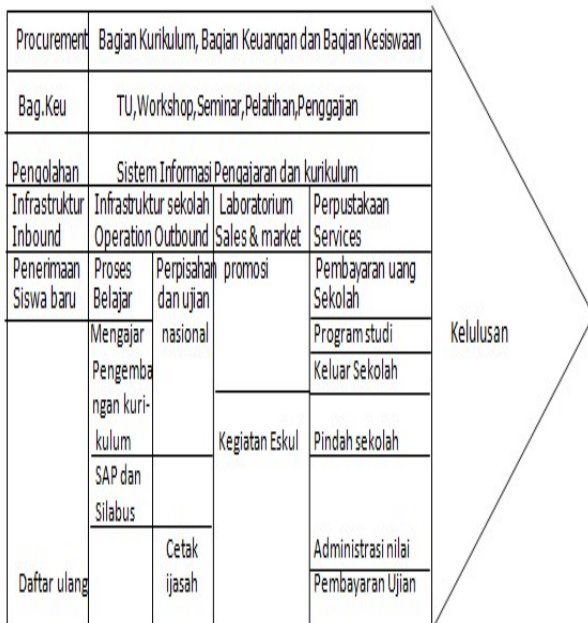 Procurement Bagian Kurikulum, Baqian Keuanqan dan Baqian Kesiswaan
Bag.Keu TU,Workshop,Seminar,Pelatihan,Penggajian
Pengolahan Sistem Informasi Pengajaran dan kurikulum
Infrastruktur Infrastruktur sekolah Laboratorium Perpustakaan
Inbound Operation Outbound Sales & market Services
Penerimaan Proses Perpisahan promosi Pembayaran uang
Siswa baru Belajar dan ujian Sekolah
Mengajar nasional Program studi Kelulusan
Pengemba Keluar Sekolah
ngan kuri-
kulum Kegiatan Eskul Pindah sekolah
SAP dan
Silabus
Cetak Administrasi nilai
Daftar ulang ijasah Pembayaran Ujian